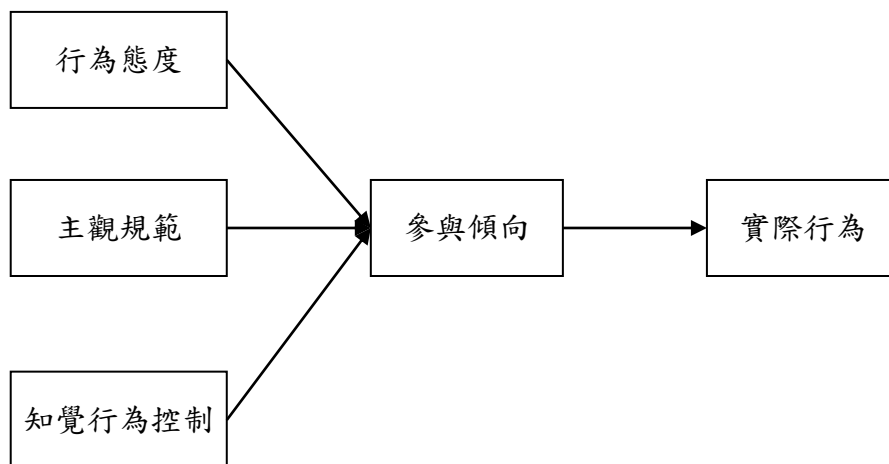 行為態度
主觀規範
參與傾向
實際行為
知覺行為控制